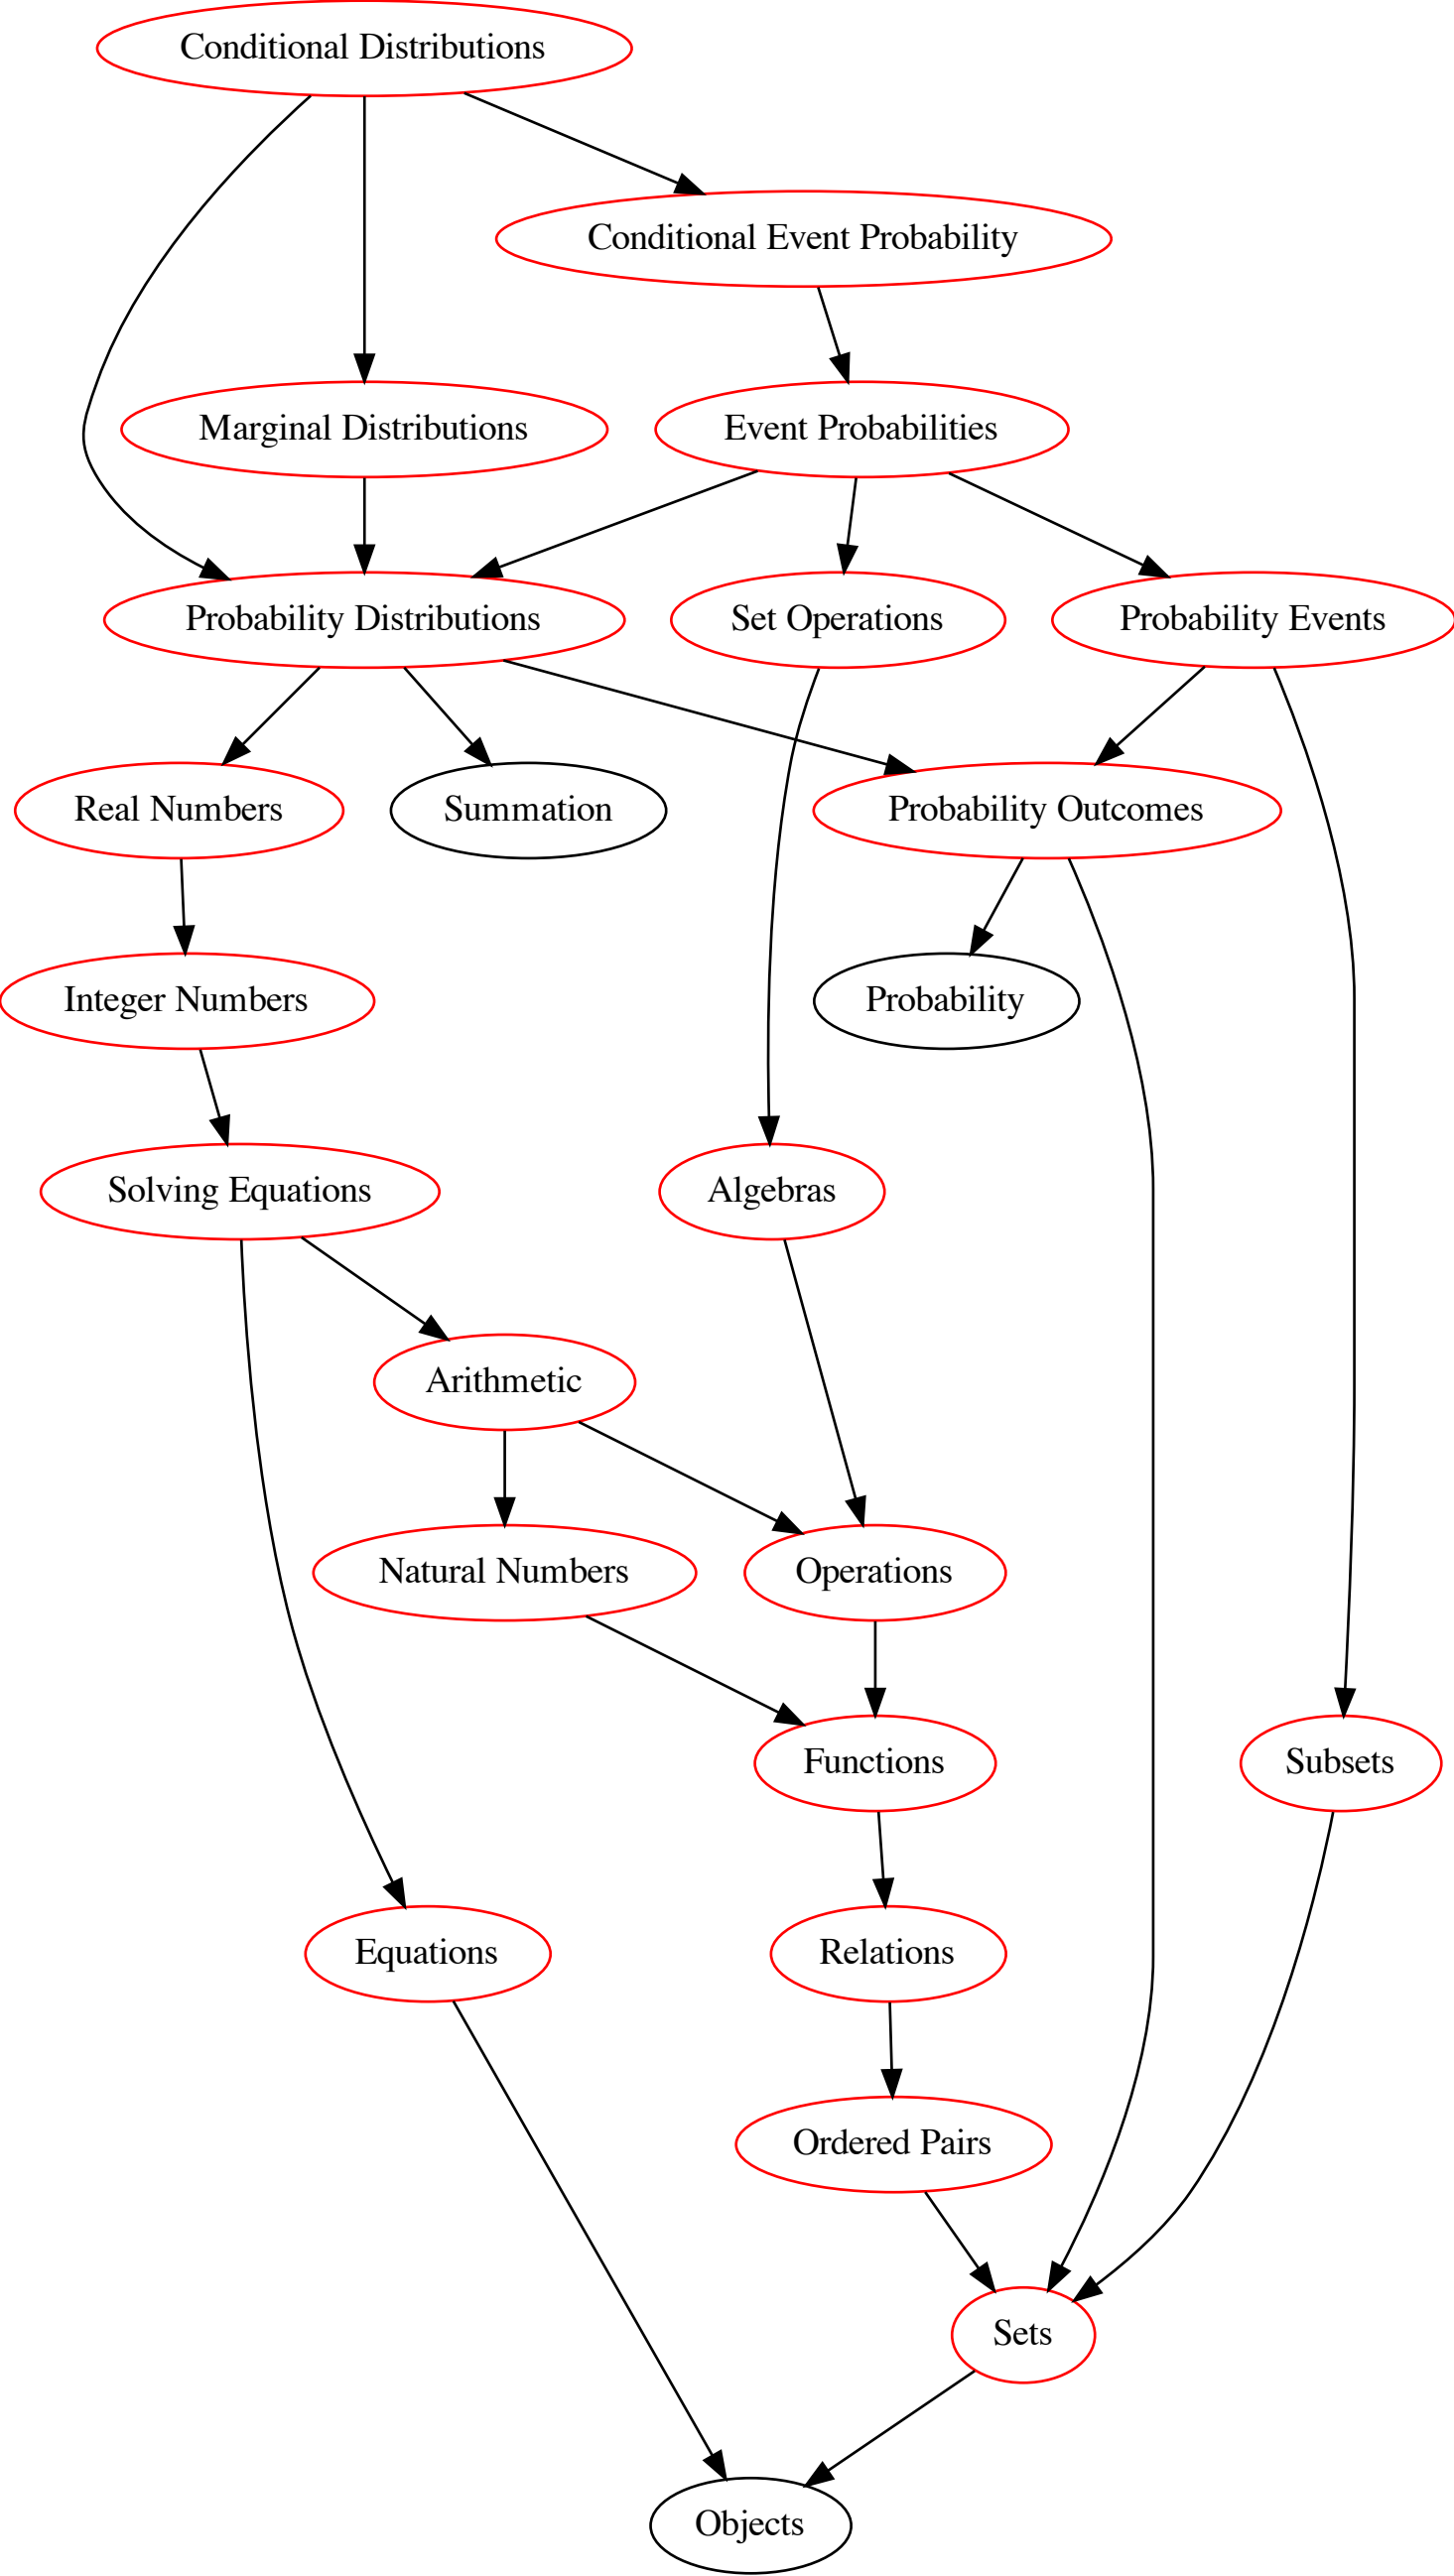 Conditional Distributions
Conditional Event Probability
Marginal Distributions
Event Probabilities
Probability Distributions
Set Operations
Probability Events
Real Numbers
Summation
Probability Outcomes
Integer Numbers
Probability
Solving Equations
Algebras
Arithmetic
Natural Numbers
Operations
Functions
Subsets
Equations
Relations
Ordered Pairs
Sets
Objects